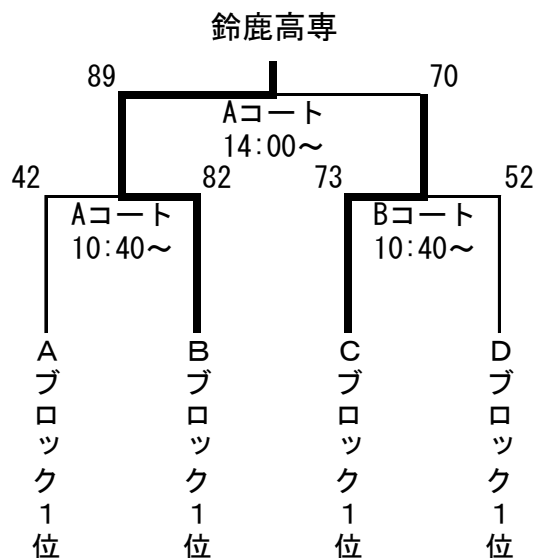 鈴鹿高専
89 70
Aコート
14:00～
42 82 73 52
Aコート Bコート
10:40～ 10:40～
Aブロック1位
Bブロック1位
Cブロック1位
Dブロック1位